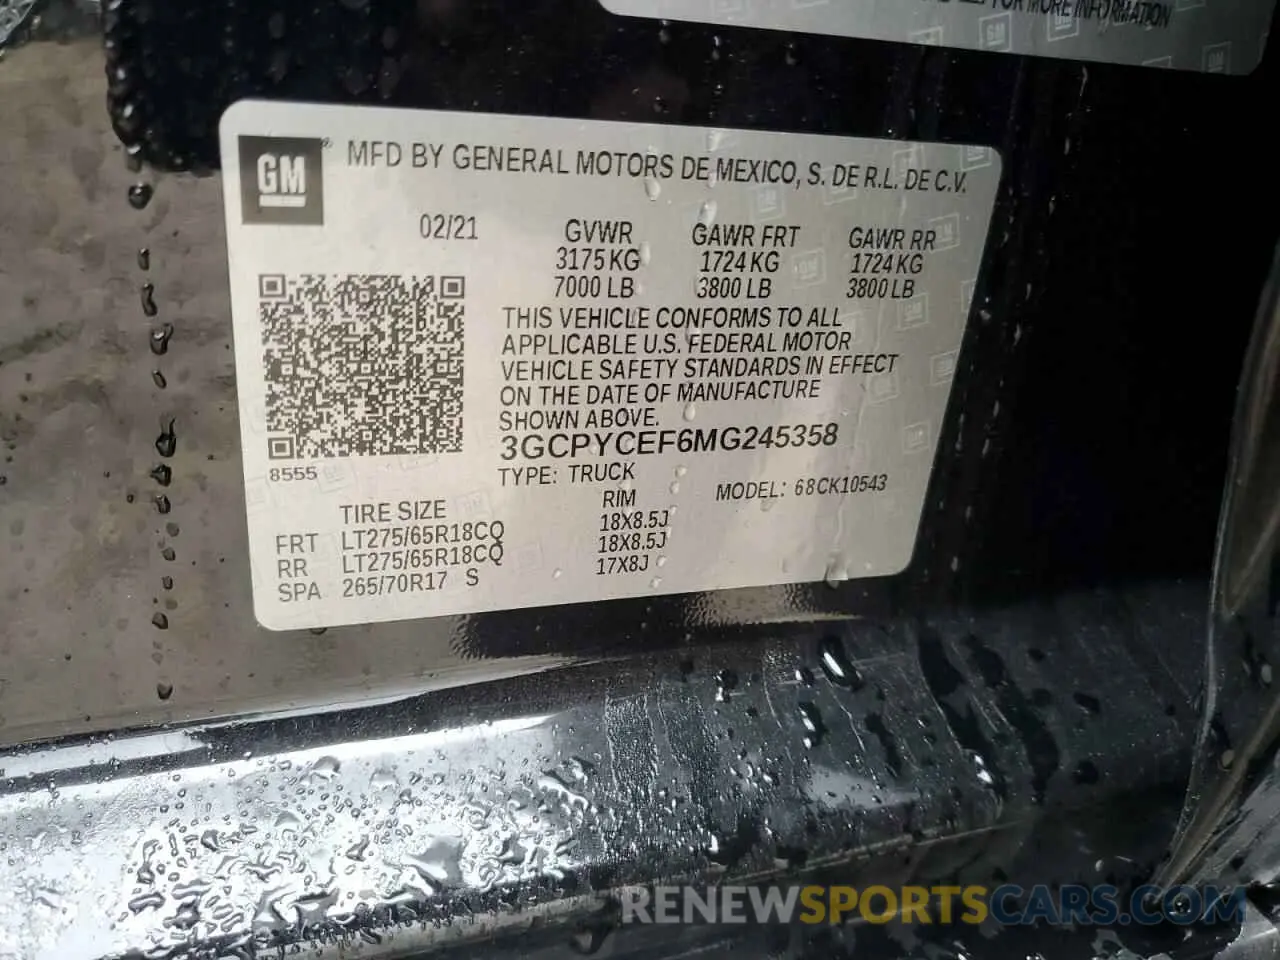 FOR MORE INFORMATION
GM
MFD BY GENERAL MOTORS DE MEXICO, S. DE R.L. DE C.V.
02/21 GVWR GAWR FRT GAWR RR
3175 KG 1724 KG 1724 KG
7000 LB 3800 LB 3800 LB
THIS VEHICLE CONFORMS TO ALL
APPLICABLE U.S. FEDERAL MOTOR
VEHICLE SAFETY STANDARDS IN EFFECT
ON THE DATE OF MANUFACTURE
SHOWN ABOVE.
8555
3GCPYCEF6MG245358
TYPE: TRUCK
MODEL: 68CK10543
TIRE SIZE RIM
FRT LT275/65R18CQ 18X8.5J
RR LT275/65R18CQ 18X8.5J
SPA 265/70R17 S 17X8J
RENEWSPORTSCARS.COM